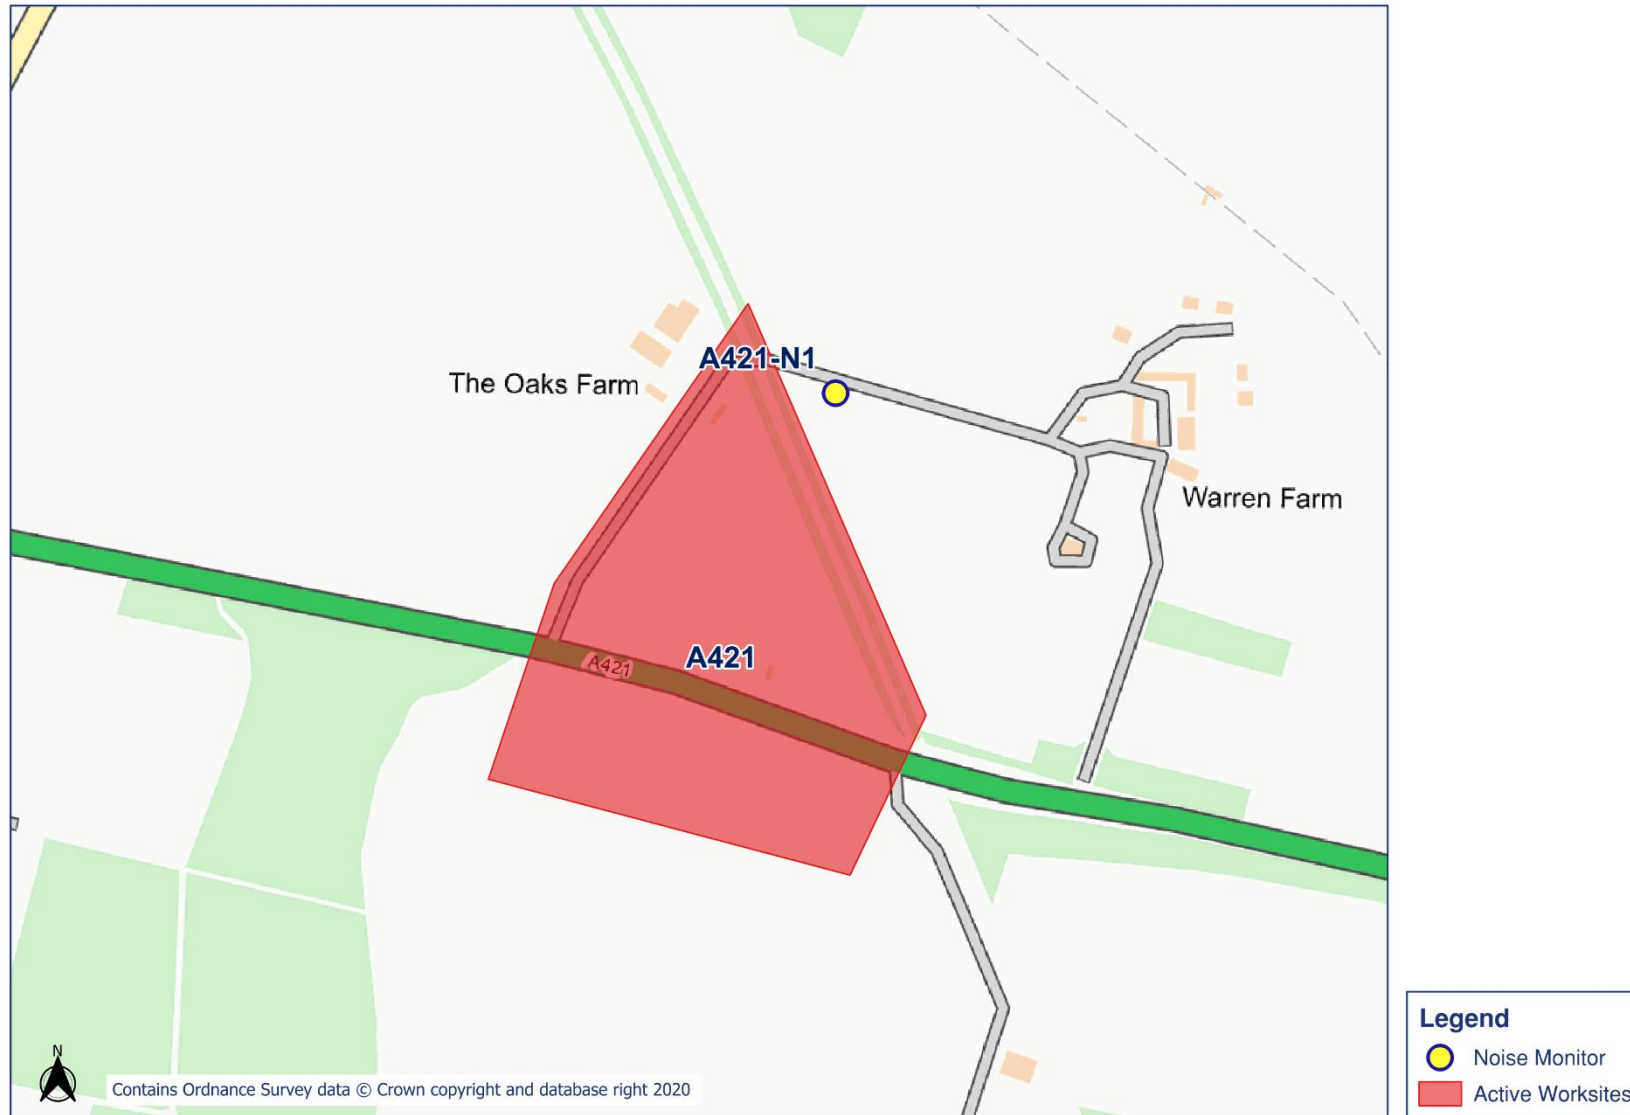 A421-N1
The Oaks Farm
Warren Farm
A421
A421
N
Contains Ordnance Survey data © Crown copyright and database right 2020
Legend
Noise Monitor
Active Worksites